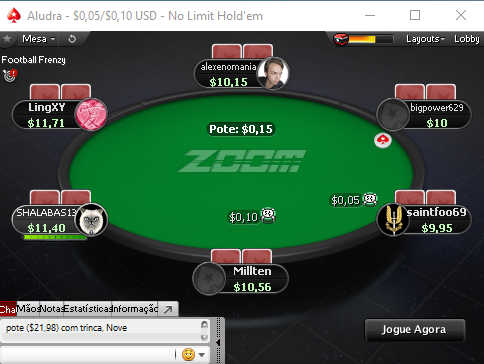 Aludra - $0,05/$0,10 USD - No Limit Hold'em
Mesa
Layouts
Lobby
Football Frenzy
alexenomania
$10,15
LingXY
$11,71
bigpower629
$10
Pote: $0,15
ZOOM
SHALABAS13
$11,40
$0,05
saintfoo69
$9,95
$0,10
Millten
$10,56
Cha Mãos Notas Estatísticas Informação
pote ($21,98) com trinca, Nove
Jogue Agora